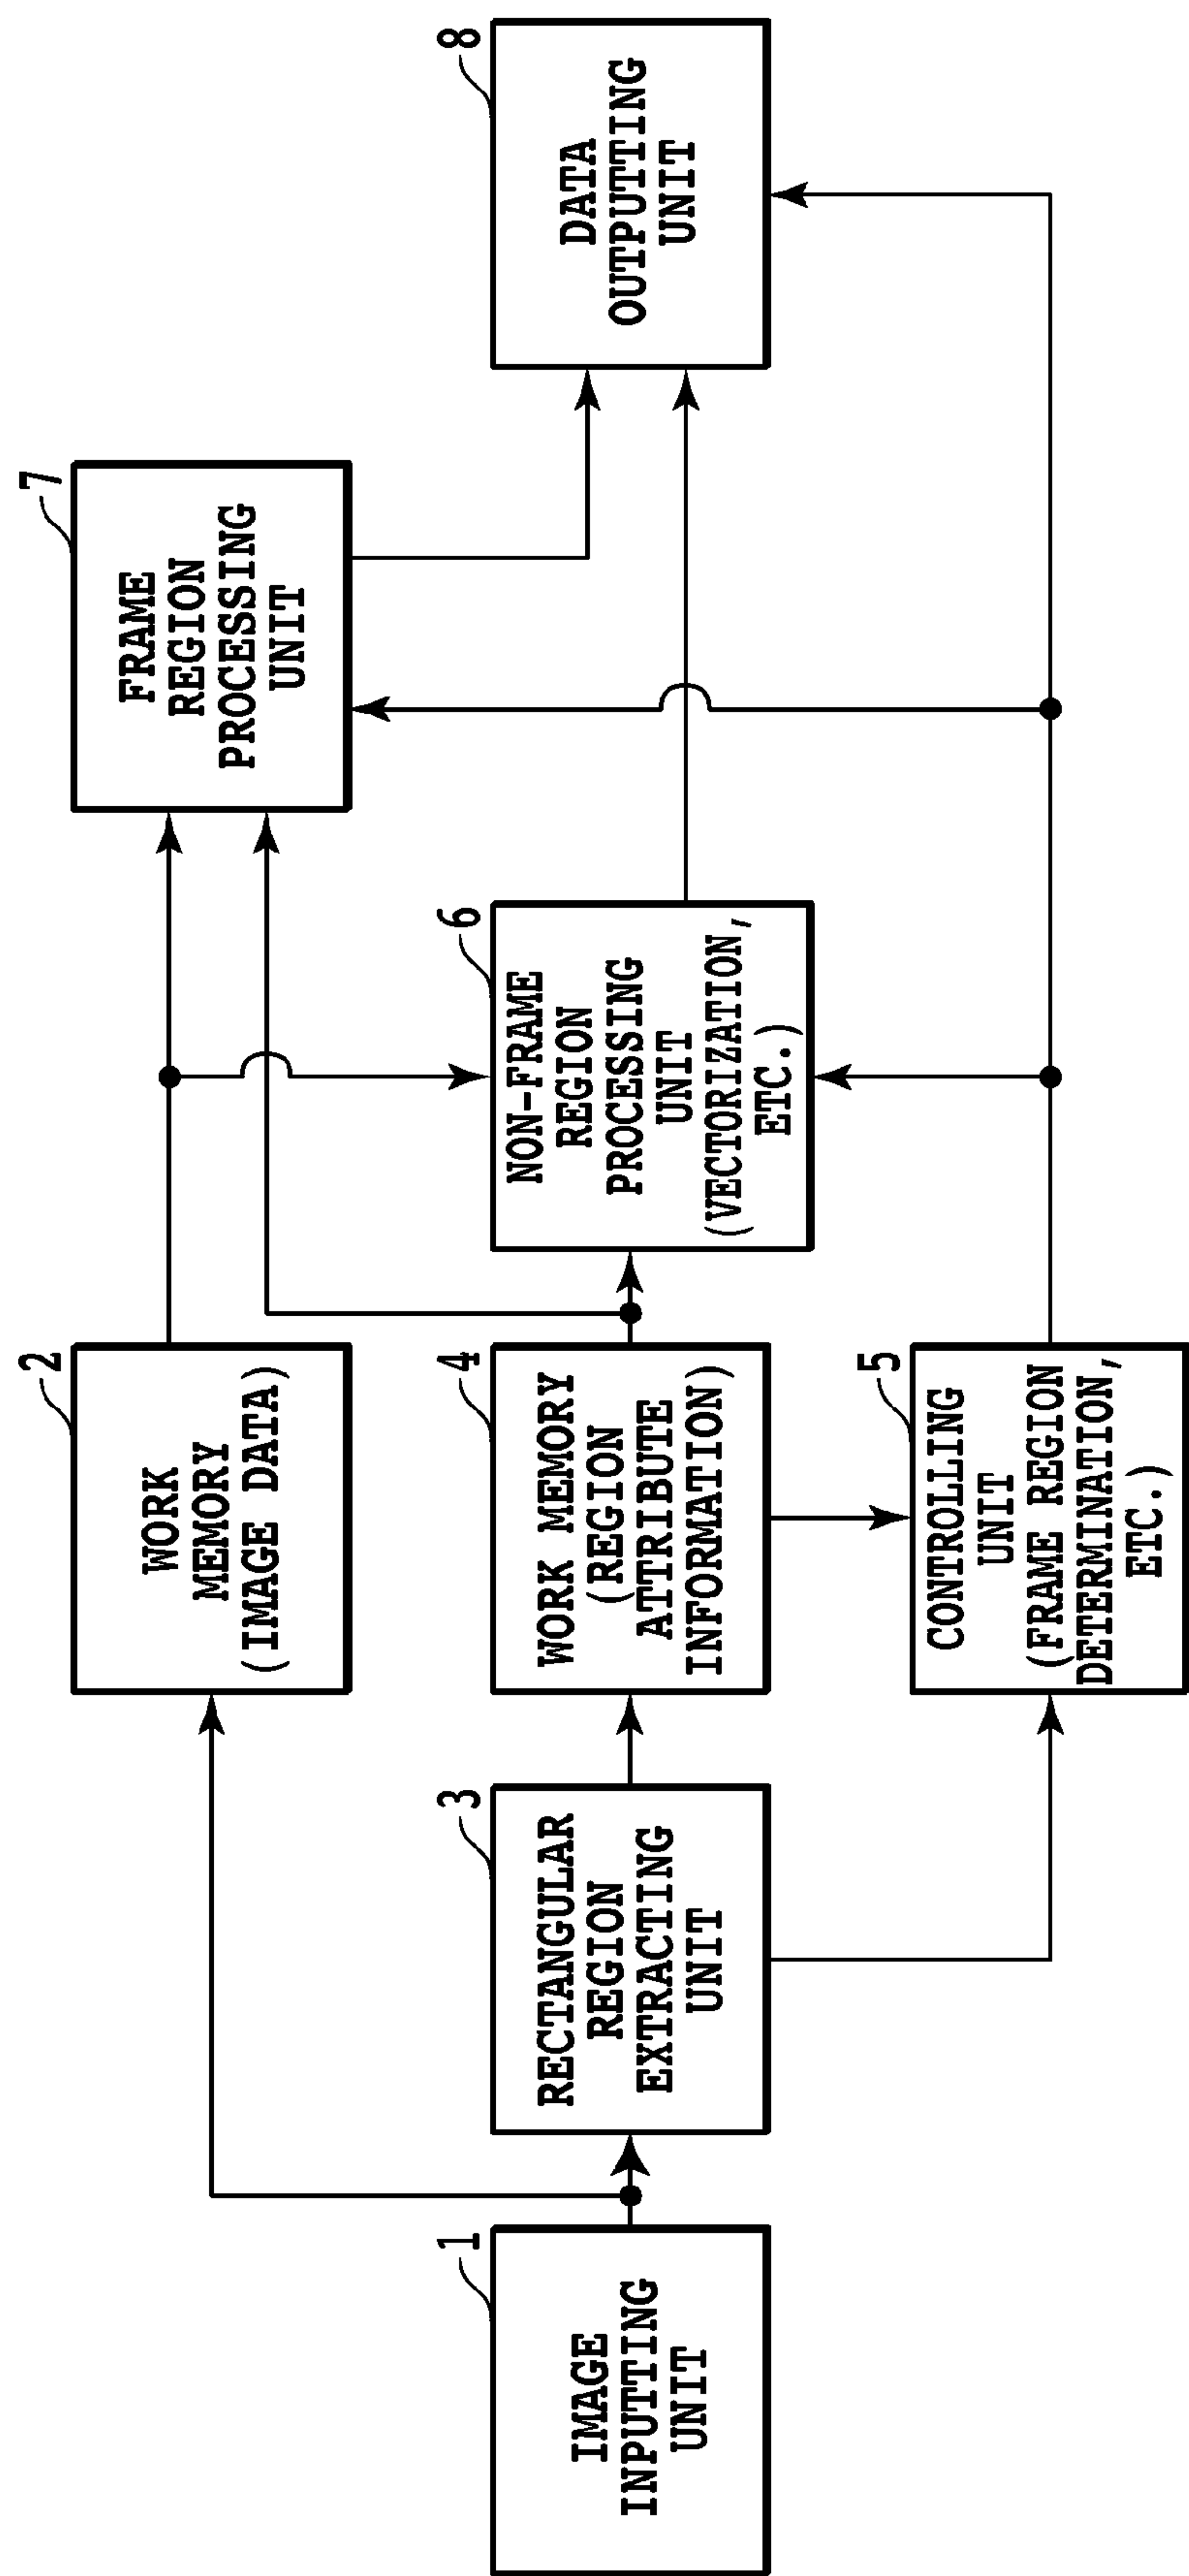 1
IMAGE
INPUTTING
UNIT
2
WORK
MEMORY
(IMAGE DATA)
3
RECTANGULAR
REGION
EXTRACTING
UNIT
4
WORK MEMORY
(REGION
ATTRIBUTE
INFORMATION)
5
CONTROLLING
UNIT
(FRAME REGION
DETERMINATION,
ETC.)
6
NON-FRAME
REGION
PROCESSING
UNIT
(VECTORIZATION,
ETC.)
7
FRAME
REGION
PROCESSING
UNIT
8
DATA
OUTPUTTING
UNIT